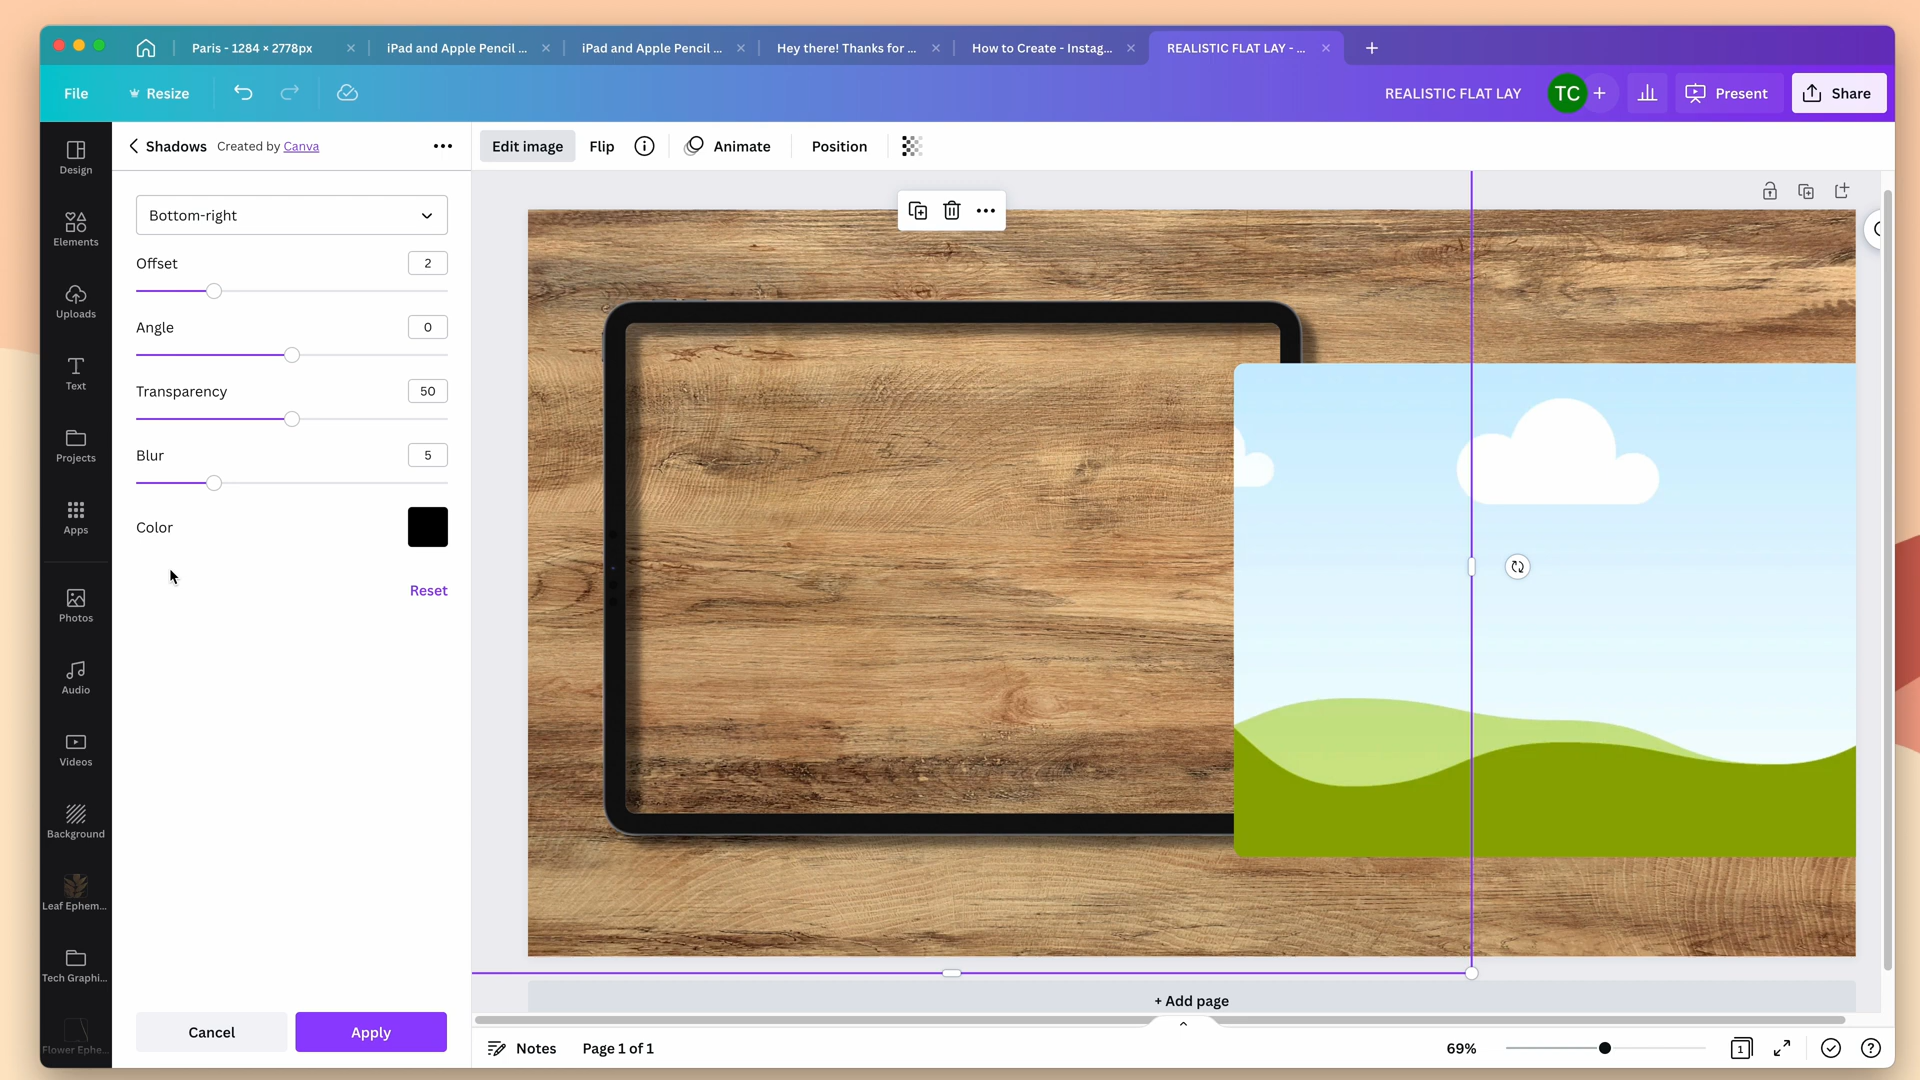 Paris - 1284 × 2778px
iPad and Apple Pencil ...
iPad and Apple Pencil ...
Hey there! Thanks for ...
How to Create - Instag...
REALISTIC FLAT LAY - ...
File
Resize
REALISTIC FLAT LAY
TC
Present
Share
Design
Elements
Uploads
Text
Projects
Apps
Photos
Audio
Videos
Background
Leaf Ephem...
Tech Graphi...
Flower Ephe...
Shadows Created by Canva
Bottom-right
Offset 2
Angle 0
Transparency 50
Blur 5
Color
Reset
Cancel
Apply
Edit image
Flip
Animate
Position
+ Add page
Notes
Page 1 of 1
69%
1